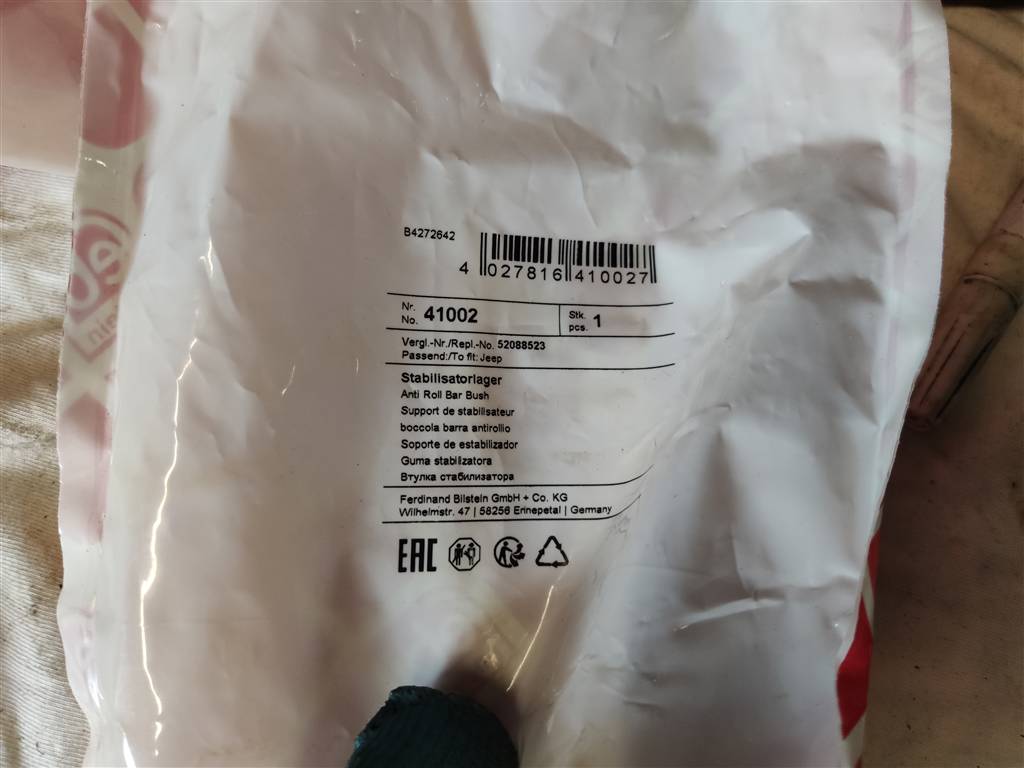 B4272642
4 027816 410027
Nr.
No. 41002
Stk.
pcs. 1
Vergl.-Nr./Repl.-No. 52088523
Passend:/To fit: Jeep
Stabilisatorlager
Anti Roll Bar Bush
Support de stabilisateur
boccola barra antirollio
Soporte de estabilizador
Guma stabilizatora
Втулка стабилизатора
Ferdinand Bilstein GmbH + Co. KG
Wilhelmstr. 47 | 58256 Ennepetal | Germany
EAC